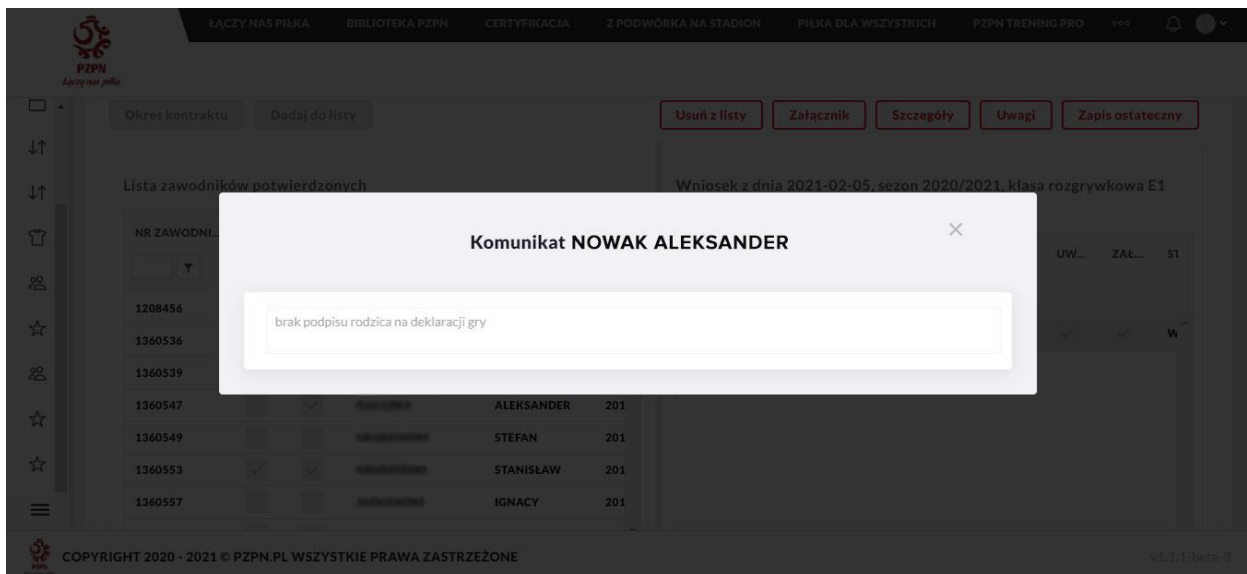 ŁĄCZY NAS PIŁKA BIBLIOTEKA PZPN CERTYFIKACJA Z PODWÓRKA NA STADION PIŁKA DLA WSZYSTKICH PZPN TRENING PRO
PZPN
Łączy nas piłka
Okres kontraktu Dodaj do listy Usuń z listy Załącznik Szczegóły Uwagi Zapis ostateczny
Lista zawodników potwierdzonych Wniosek z dnia 2021-02-05, sezon 2020/2021, klasa rozgrywkowa E1
NR ZAWODNI... UW... ZAŁ... ST
Komunikat NOWAK ALEKSANDER
brak podpisu rodzica na deklaracji gry
1208456
1360536 W
1360539
1360547 ALEKSANDER 201
1360549 STEFAN 201
1360553 STANISŁAW 201
1360557 IGNACY 201
COPYRIGHT 2020 - 2021 © PZPN.PL WSZYSTKIE PRAWA ZASTRZEŻONE v1.1.1-beta-3